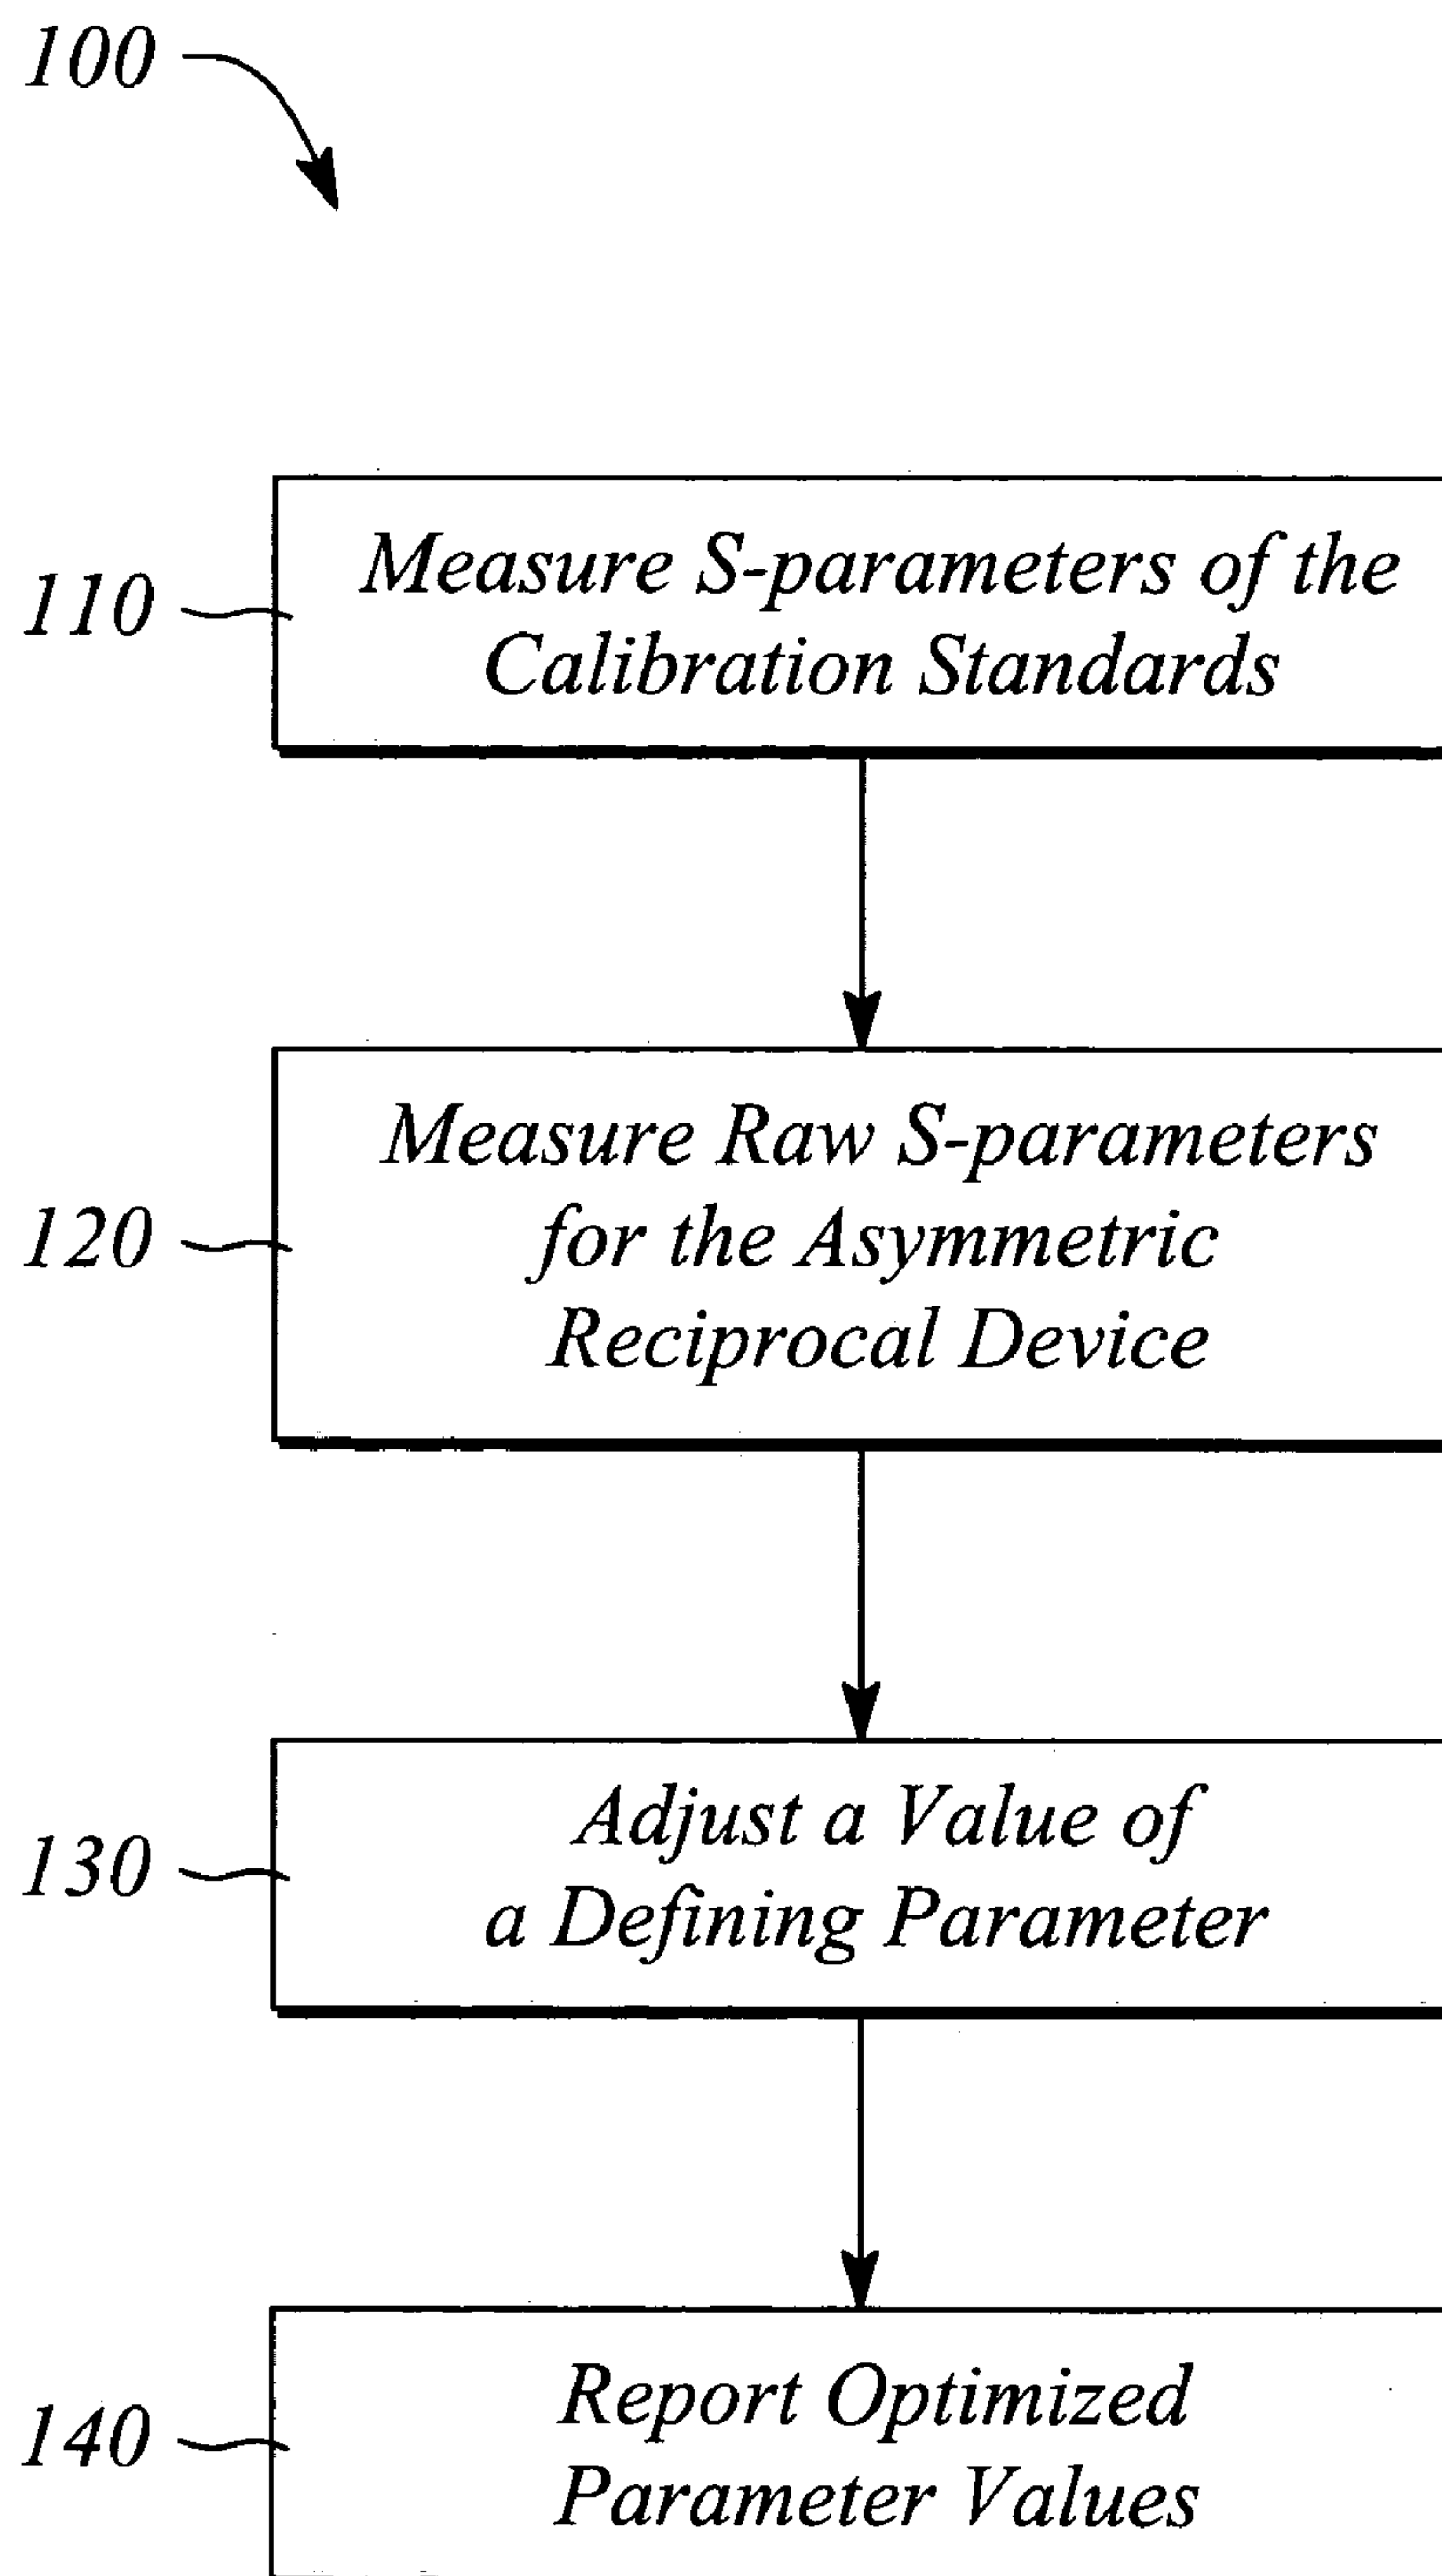 100
110
Measure S-parameters of the
Calibration Standards
120
Measure Raw S-parameters
for the Asymmetric
Reciprocal Device
130
Adjust a Value of
a Defining Parameter
140
Report Optimized
Parameter Values